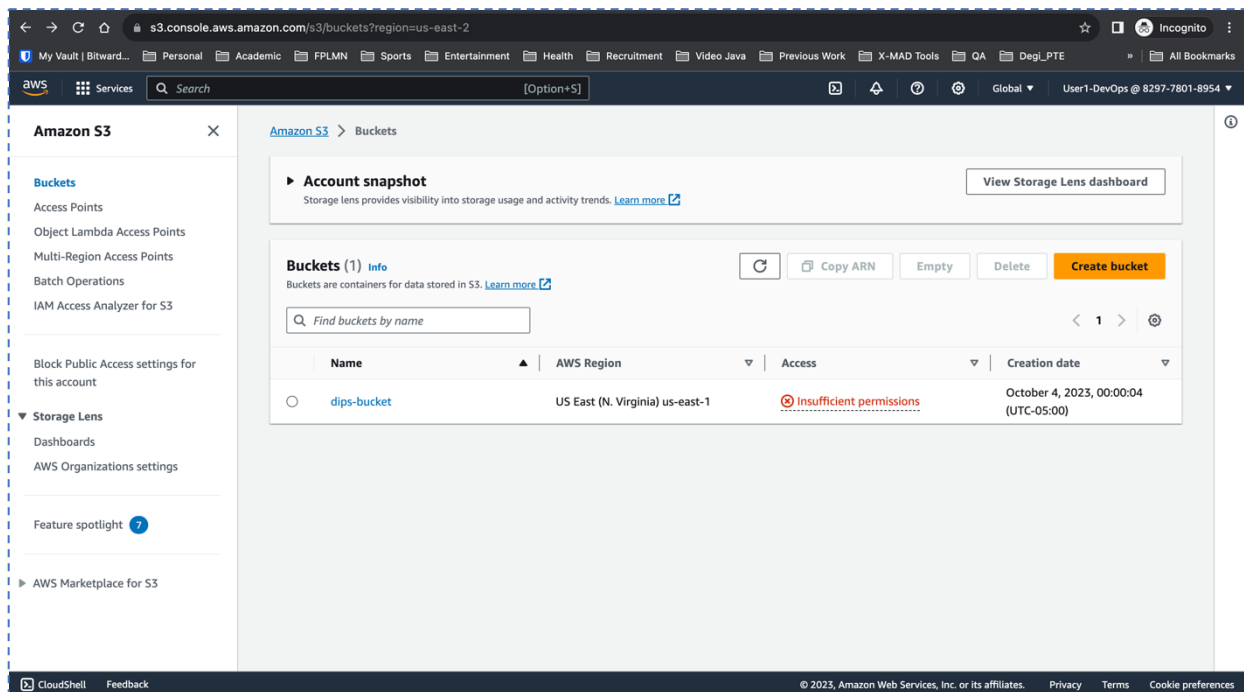 s3.console.aws.amazon.com/s3/buckets?region=us-east-2 Incognito
My Vault | Bitward... Personal Academic FPLMN Sports Entertainment Health Recruitment Video Java Previous Work X-MAD Tools QA Degi_PTE » All Bookmarks
aws Services Search [Option+S] Global User1-DevOps @ 8297-7801-8954
Amazon S3
Buckets
Access Points
Object Lambda Access Points
Multi-Region Access Points
Batch Operations
IAM Access Analyzer for S3
Block Public Access settings for
this account
Storage Lens
Dashboards
AWS Organizations settings
Feature spotlight 7
AWS Marketplace for S3
Amazon S3 > Buckets
Account snapshot
Storage lens provides visibility into storage usage and activity trends. Learn more
View Storage Lens dashboard
Buckets (1) Info
Buckets are containers for data stored in S3. Learn more
Copy ARN Empty Delete Create bucket
Find buckets by name
< 1 >
Name AWS Region Access Creation date
dips-bucket US East (N. Virginia) us-east-1 Insufficient permissions October 4, 2023, 00:00:04
(UTC-05:00)
CloudShell Feedback © 2023, Amazon Web Services, Inc. or its affiliates. Privacy Terms Cookie preferences